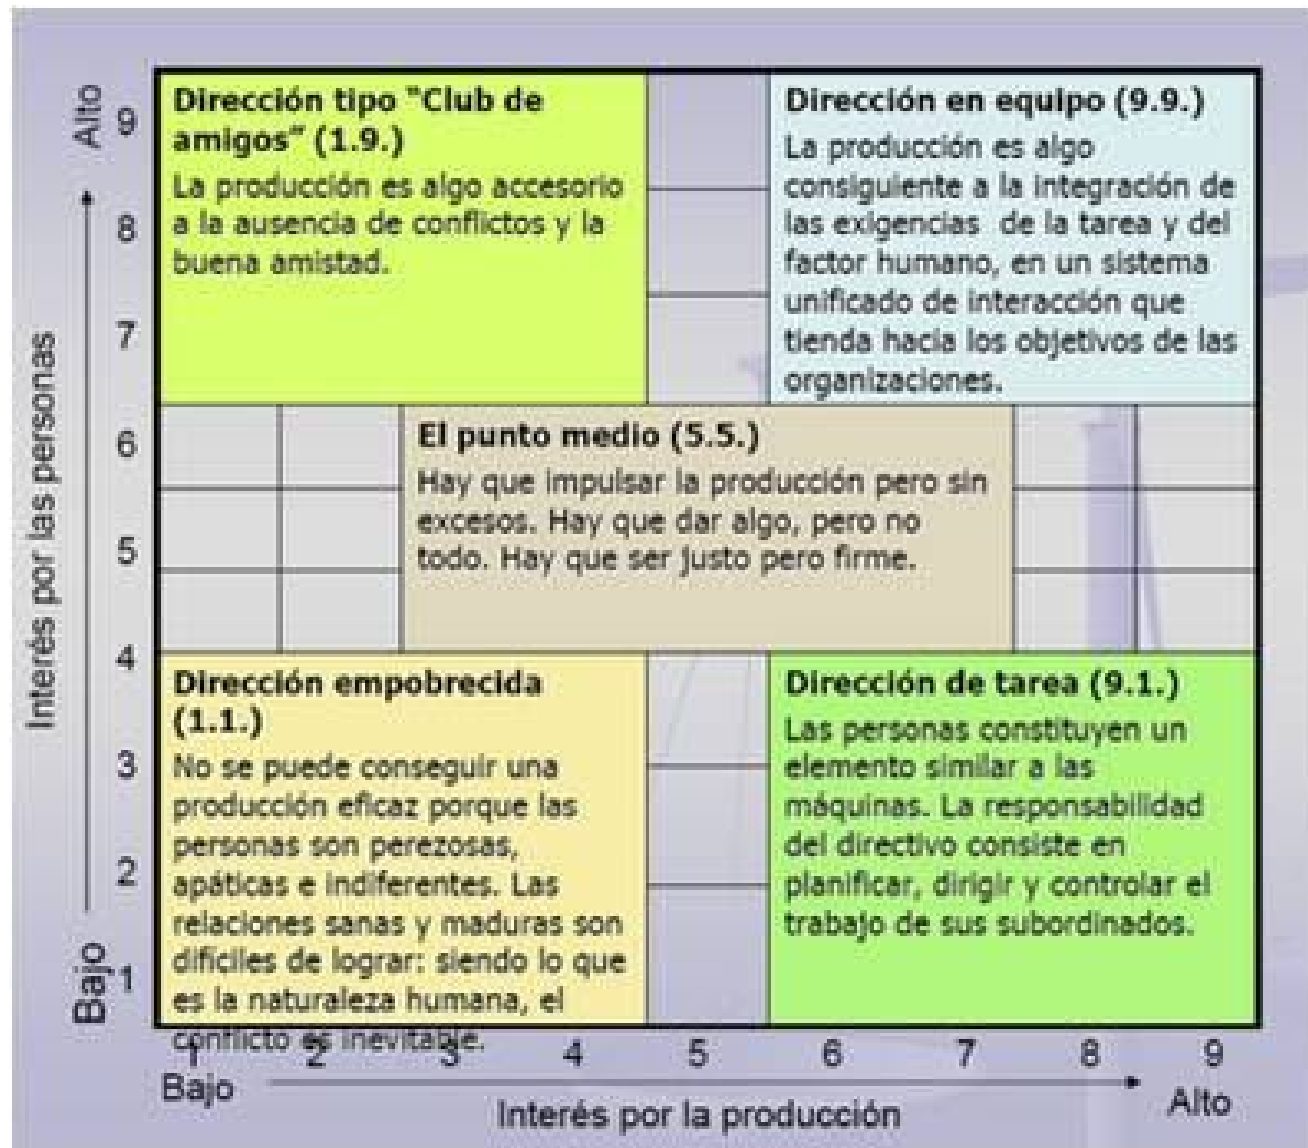 Dirección tipo "Club de
amigos" (1.9.)
La producción es algo accesorio
a la ausencia de conflictos y la
buena amistad.
Dirección en equipo (9.9.)
La producción es algo
consiguiente a la integración de
las exigencias de la tarea y del
factor humano, en un sistema
unificado de interacción que
tienda hacia los objetivos de las
organizaciones.
El punto medio (5.5.)
Hay que impulsar la producción pero sin
excesos. Hay que dar algo, pero no
todo. Hay que ser justo pero firme.
Dirección empobrecida
(1.1.)
No se puede conseguir una
producción eficaz porque las
personas son perezosas,
apáticas e indiferentes. Las
relaciones sanas y maduras son
difíciles de lograr: siendo lo que
es la naturaleza humana, el
conflicto es inevitable.
Dirección de tarea (9.1.)
Las personas constituyen un
elemento similar a las
máquinas. La responsabilidad
del directivo consiste en
planificar, dirigir y controlar el
trabajo de sus subordinados.
Alto
Interés por las personas
Bajo
9
8
7
6
5
4
3
2
1
1 2 3 4 5 6 7 8 9
Bajo
Alto
Interés por la producción